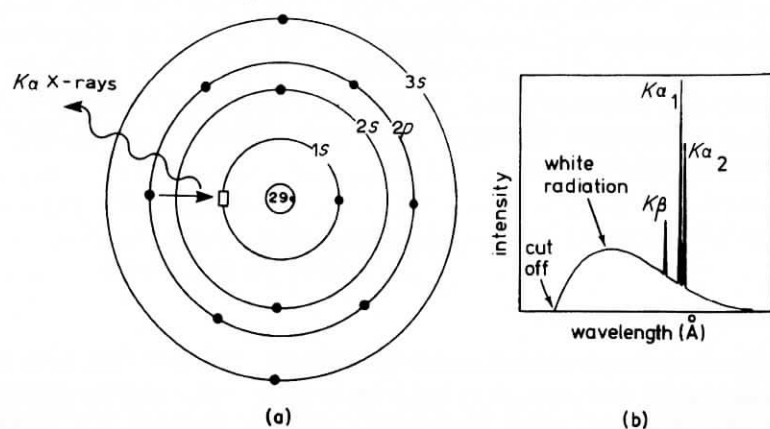 Kα X-rays
3s
2s
2p
1s
29
(a)
Kα1
Kα2
white
radiation
Kβ
cut
off
intensity
wavelength (Å)
(b)